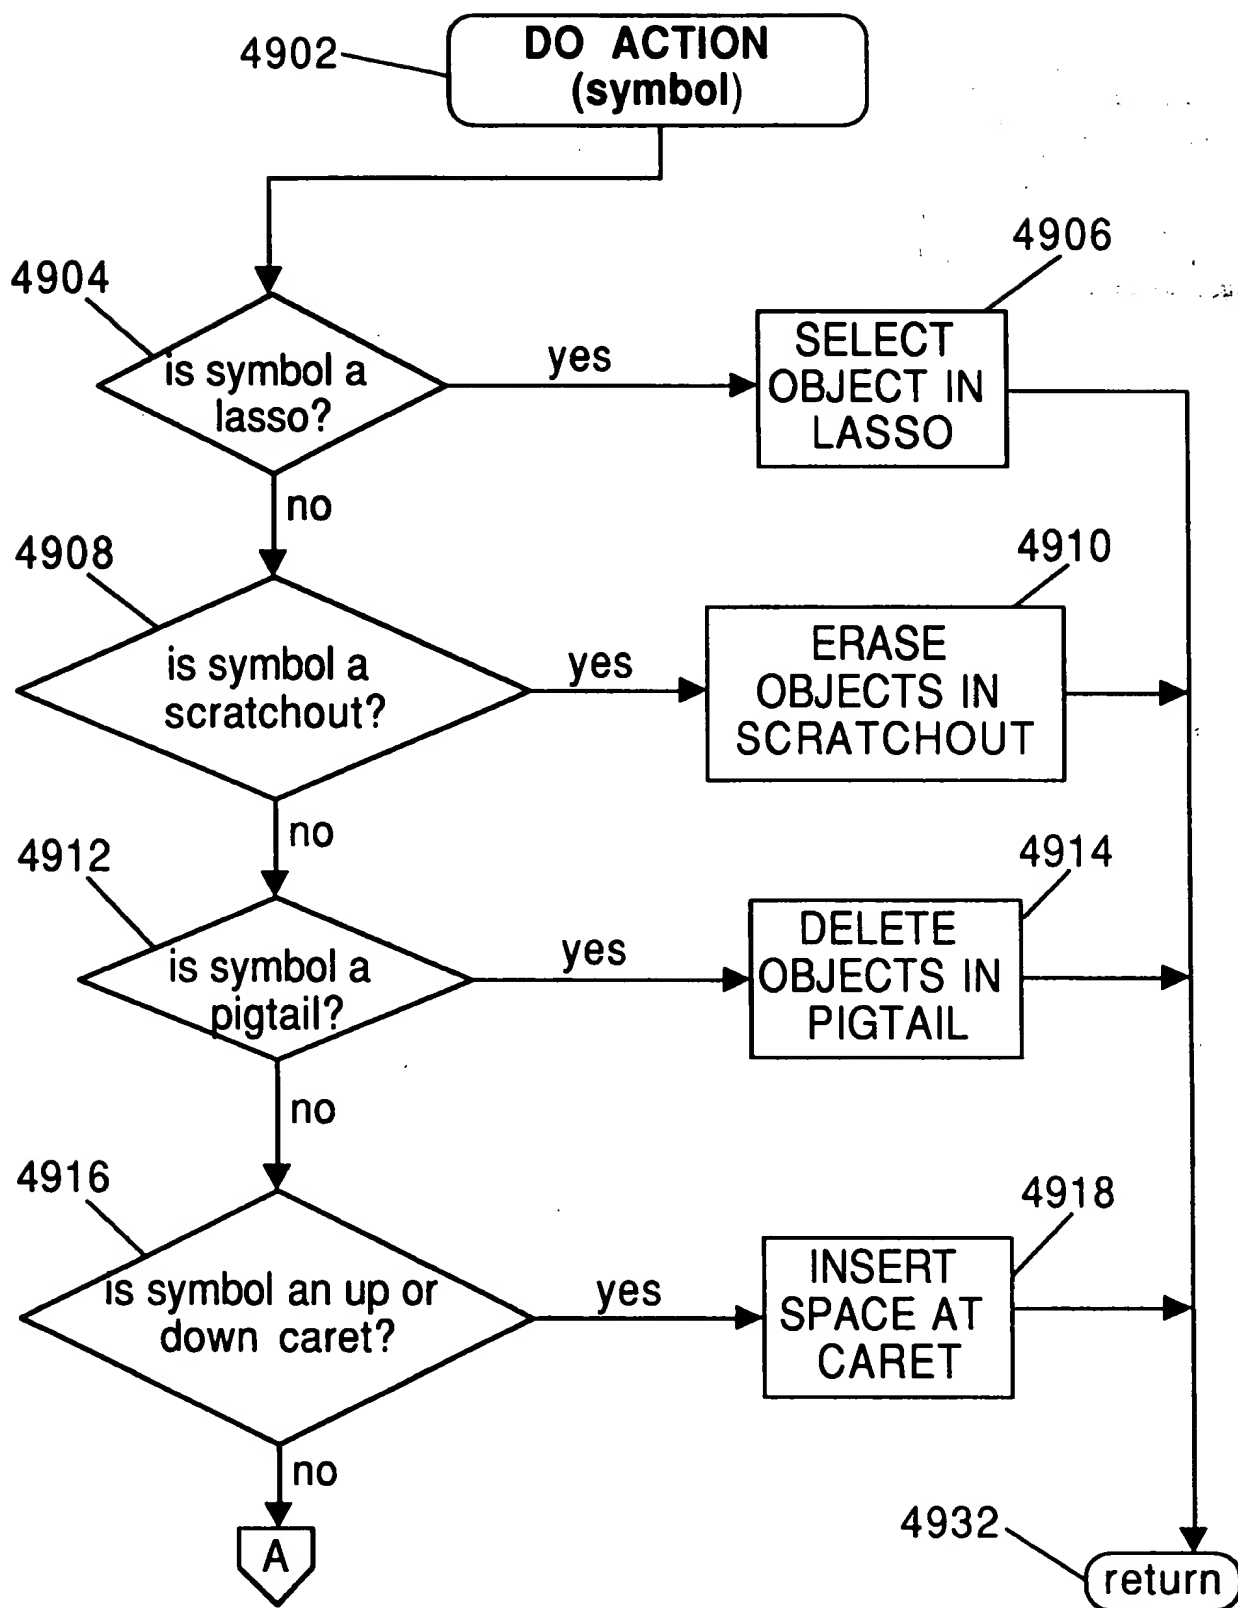 4902
DO ACTION
(symbol)
4904
is symbol a
lasso?
yes
4906
SELECT
OBJECT IN
LASSO
no
4908
is symbol a
scratchout?
yes
4910
ERASE
OBJECTS IN
SCRATCHOUT
no
4912
is symbol a
pigtail?
yes
4914
DELETE
OBJECTS IN
PIGTAIL
no
4916
is symbol an up or
down caret?
yes
4918
INSERT
SPACE AT
CARET
no
A
4932
return